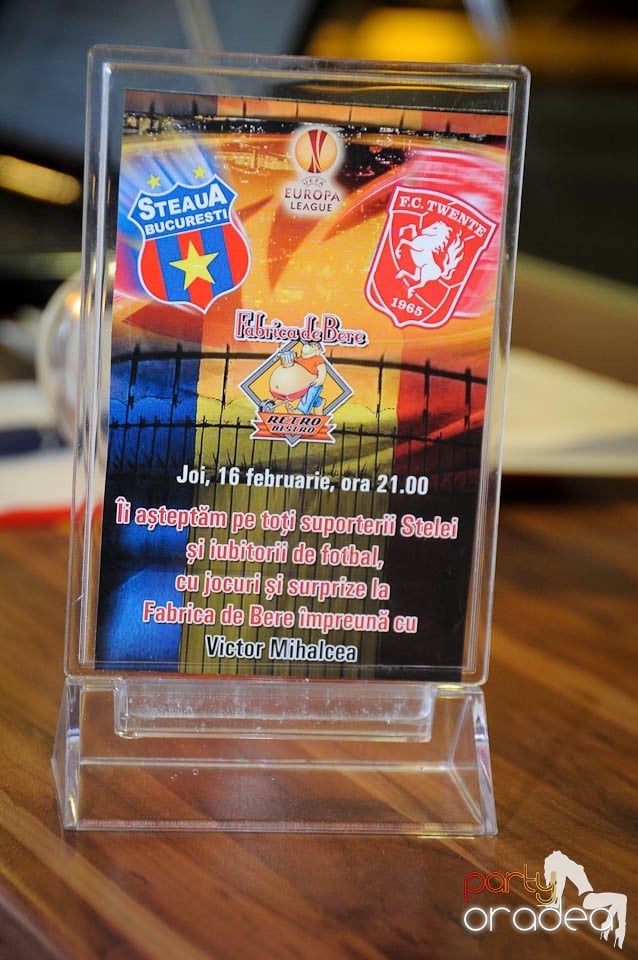 STEAUA
BUCURESTI
UEFA
EUROPA
LEAGUE
F.C. TWENTE
1965
Fabrica de Bere
RETRO
BISTRO
Joi, 16 februarie, ora 21.00
Îi așteptăm pe toți suporterii Stelei
și iubitorii de fotbal,
cu jocuri și surprize la
Fabrica de Bere împreună cu
Victor Mihalcea
party
oradea